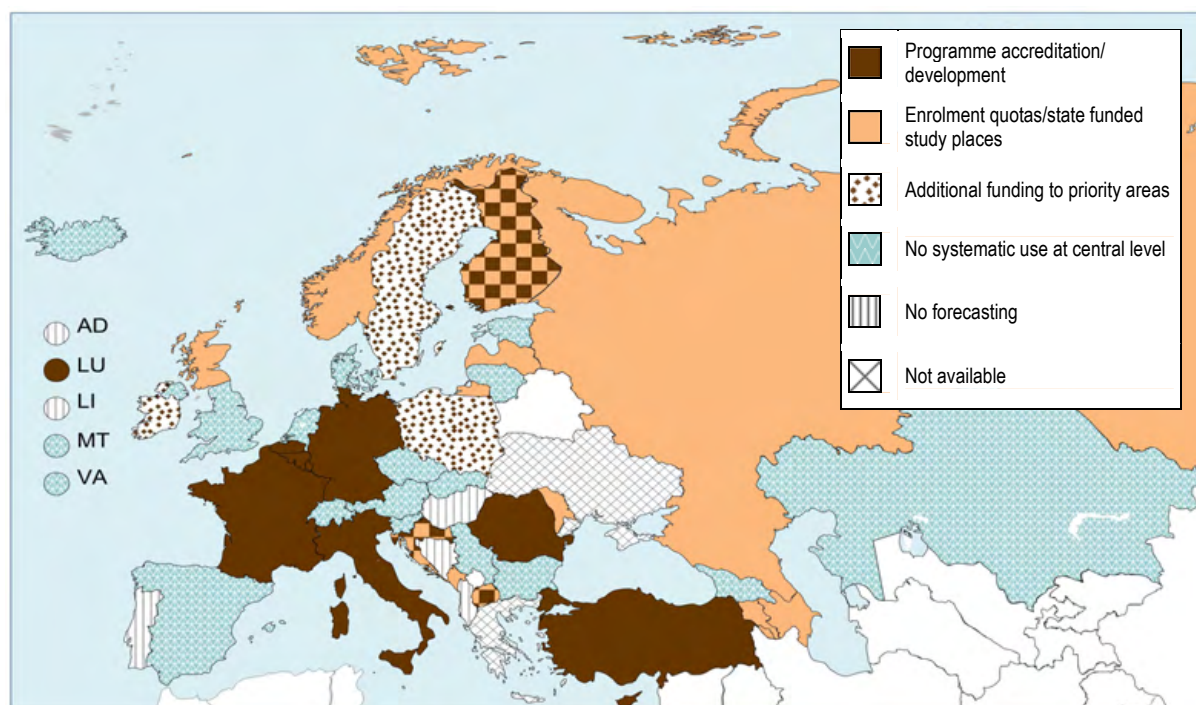 Programme accreditation/
development
Enrolment quotas/state funded
study places
Additional funding to priority areas
No systematic use at central level
No forecasting
Not available
AD
LU
LI
MT
VA